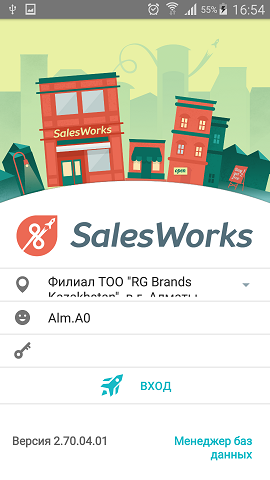 55% 16:54
SalesWorks
open
SalesWorks
Филиал ТОО "RG Brands
Kazakhstan" в г. Алматы
Alm.A0
ВХОД
Версия 2.70.04.01
Менеджер баз
данных